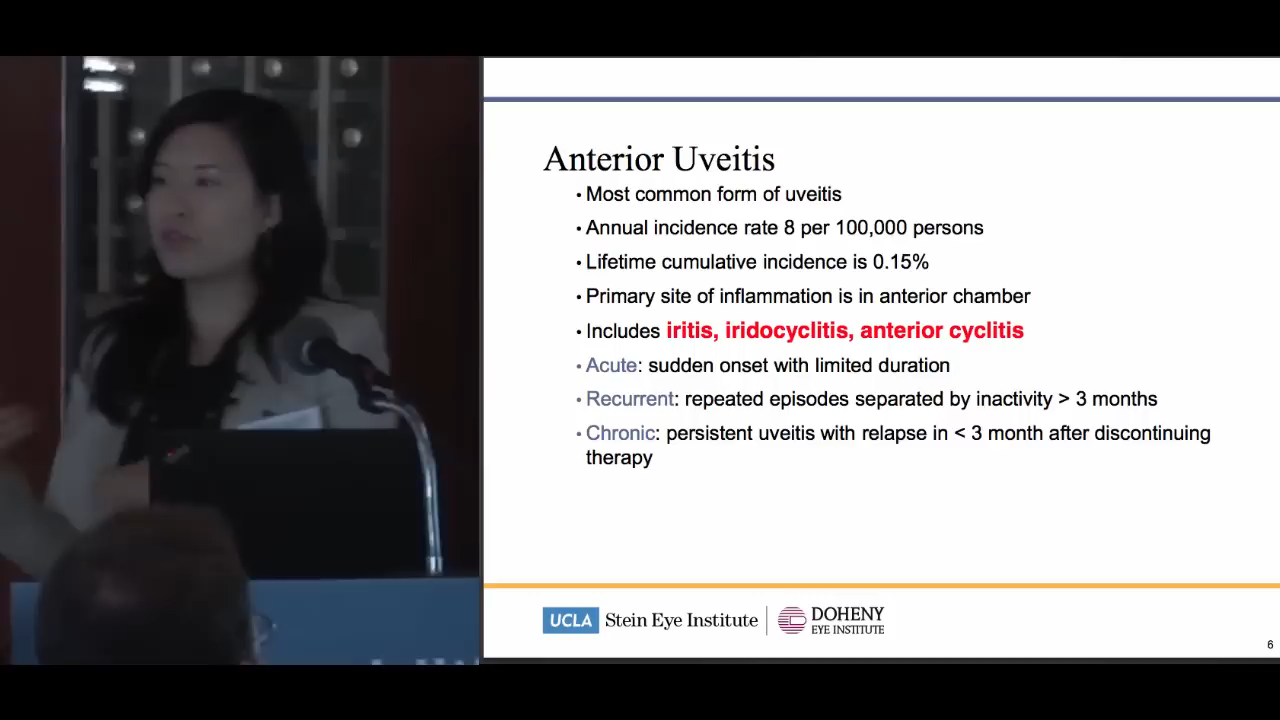 Anterior Uveitis
• Most common form of uveitis
• Annual incidence rate 8 per 100,000 persons
• Lifetime cumulative incidence is 0.15%
• Primary site of inflammation is in anterior chamber
• Includes iritis, iridocyclitis, anterior cyclitis
• Acute: sudden onset with limited duration
• Recurrent: repeated episodes separated by inactivity > 3 months
• Chronic: persistent uveitis with relapse in < 3 month after discontinuing
therapy
UCLA Stein Eye Institute
DOHENY
EYE INSTITUTE
6